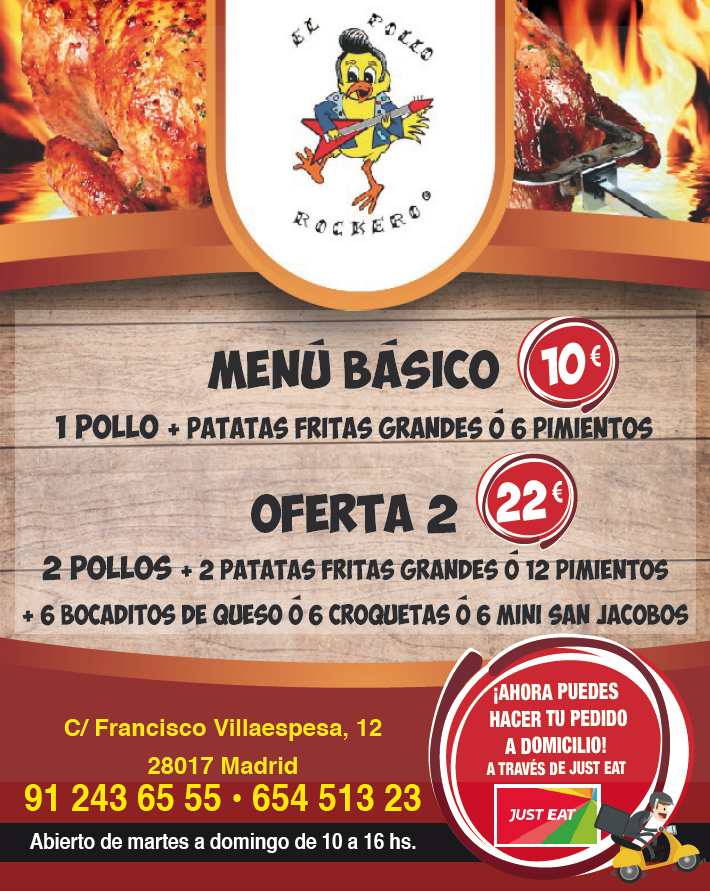 EL POLLO
ROCKERO®
MENÚ BÁSICO 10€
1 POLLO + PATATAS FRITAS GRANDES Ó 6 PIMIENTOS
OFERTA 2 22€
2 POLLOS + 2 PATATAS FRITAS GRANDES Ó 12 PIMIENTOS
+ 6 BOCADITOS DE QUESO Ó 6 CROQUETAS Ó 6 MINI SAN JACOBOS
C/ Francisco Villaespesa, 12
28017 Madrid
91 243 65 55 • 654 513 23
Abierto de martes a domingo de 10 a 16 hs.
¡AHORA PUEDES
HACER TU PEDIDO
A DOMICILIO!
A TRAVÉS DE JUST EAT
JUST EAT